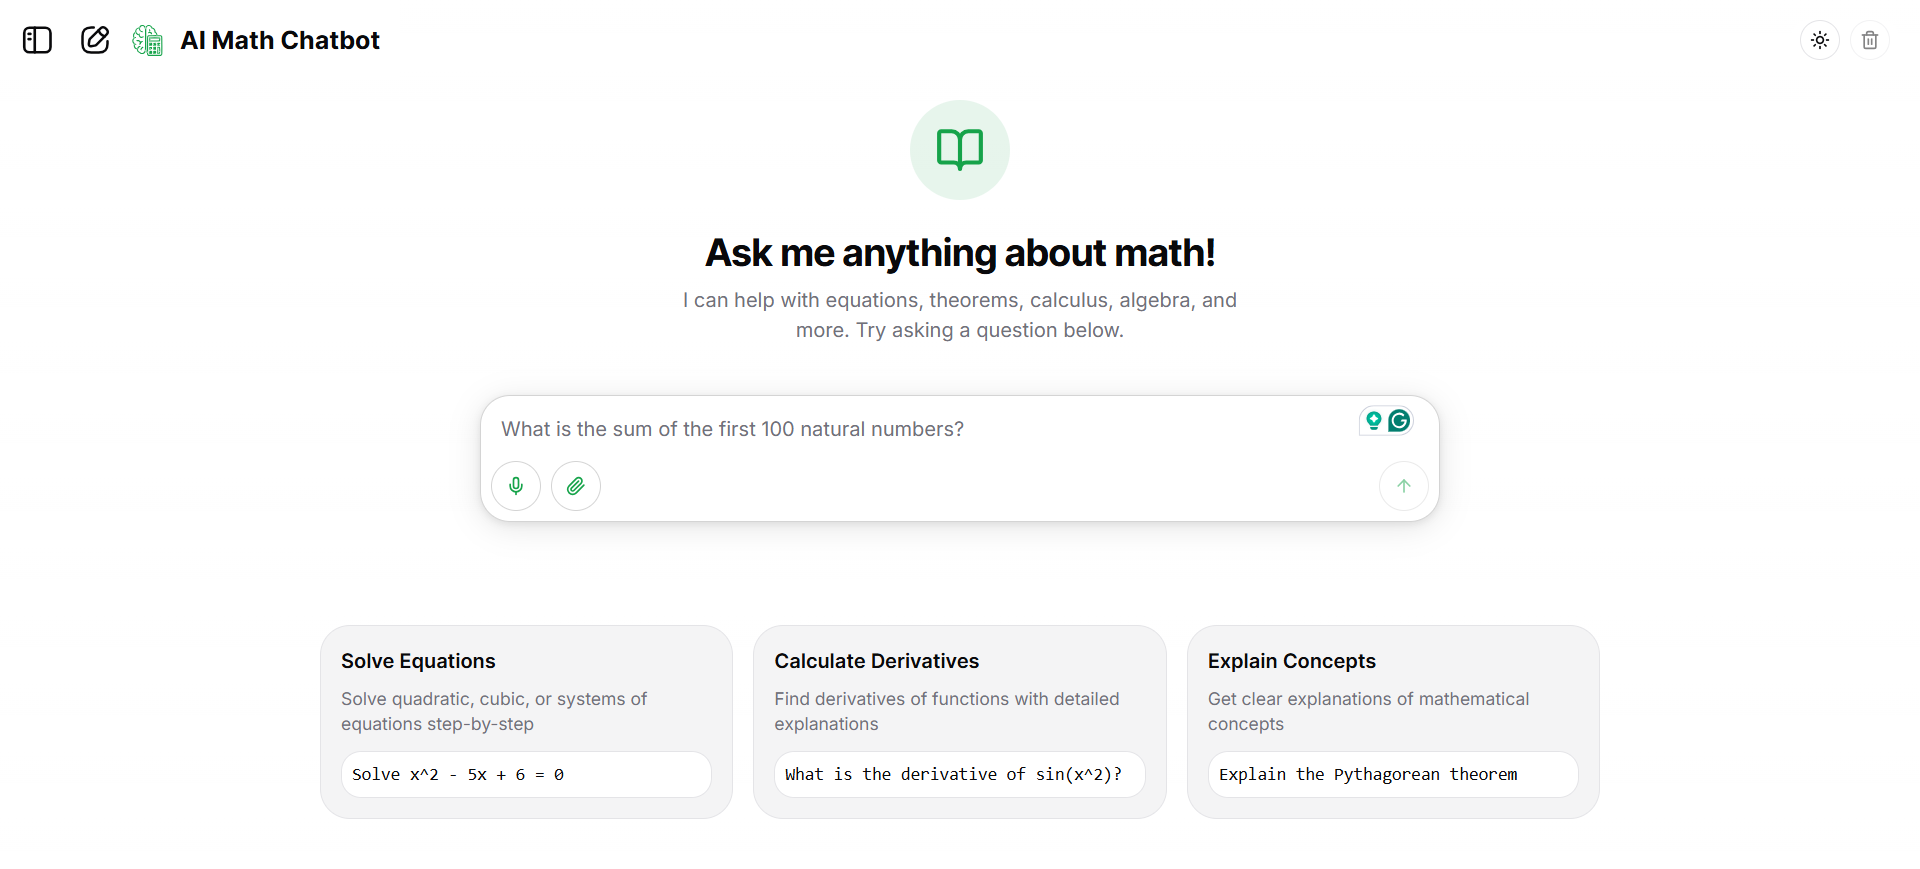 AI Math Chatbot
Ask me anything about math!
I can help with equations, theorems, calculus, algebra, and
more. Try asking a question below.
What is the sum of the first 100 natural numbers?
Solve Equations
Solve quadratic, cubic, or systems of
equations step-by-step
Solve x^2 - 5x + 6 = 0
Calculate Derivatives
Find derivatives of functions with detailed
explanations
What is the derivative of sin(x^2)?
Explain Concepts
Get clear explanations of mathematical
concepts
Explain the Pythagorean theorem